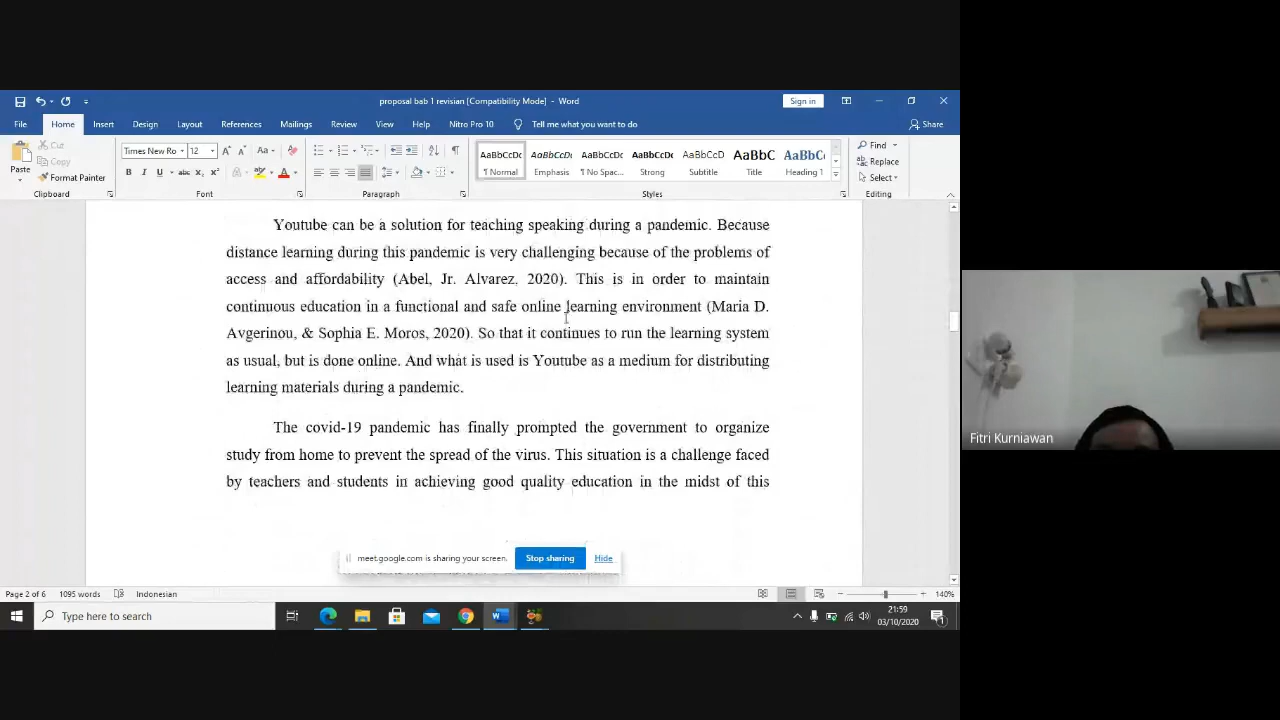 proposal bab 1 revisian [Compatibility Mode] - Word
Sign in
File Home Insert Design Layout References Mailings Review View Help Nitro Pro 10 Tell me what you want to do Share
Paste
Cut
Copy
Format Painter
Clipboard
Times New Ro 12
Font
Paragraph
AaBbCcDc AaBbCcDc AaBbCcDc AaBbCcDc AaBbCcD AaBbC AaBbCc
¶ Normal Emphasis ¶ No Spac... Strong Subtitle Title Heading 1
Styles
Find
Replace
Select
Editing
Youtube can be a solution for teaching speaking during a pandemic. Because
distance learning during this pandemic is very challenging because of the problems of
access and affordability (Abel, Jr. Alvarez, 2020). This is in order to maintain
continuous education in a functional and safe online learning environment (Maria D.
Avgerinou, & Sophia E. Moros, 2020). So that it continues to run the learning system
as usual, but is done online. And what is used is Youtube as a medium for distributing
learning materials during a pandemic.
The covid-19 pandemic has finally prompted the government to organize
study from home to prevent the spread of the virus. This situation is a challenge faced
by teachers and students in achieving good quality education in the midst of this
meet.google.com is sharing your screen. Stop sharing Hide
Page 2 of 6 1095 words Indonesian 140%
Type here to search
21:59
03/10/2020
Fitri Kurniawan